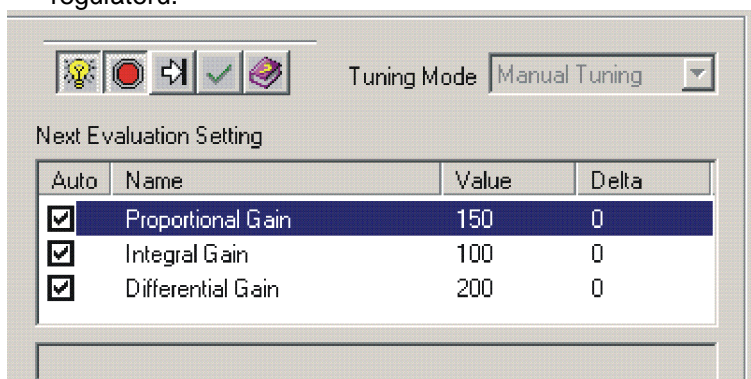 regulátoru.
Tuning Mode Manual Tuning
Next Evaluation Setting
Auto Name Value Delta
Proportional Gain 150 0
Integral Gain 100 0
Differential Gain 200 0